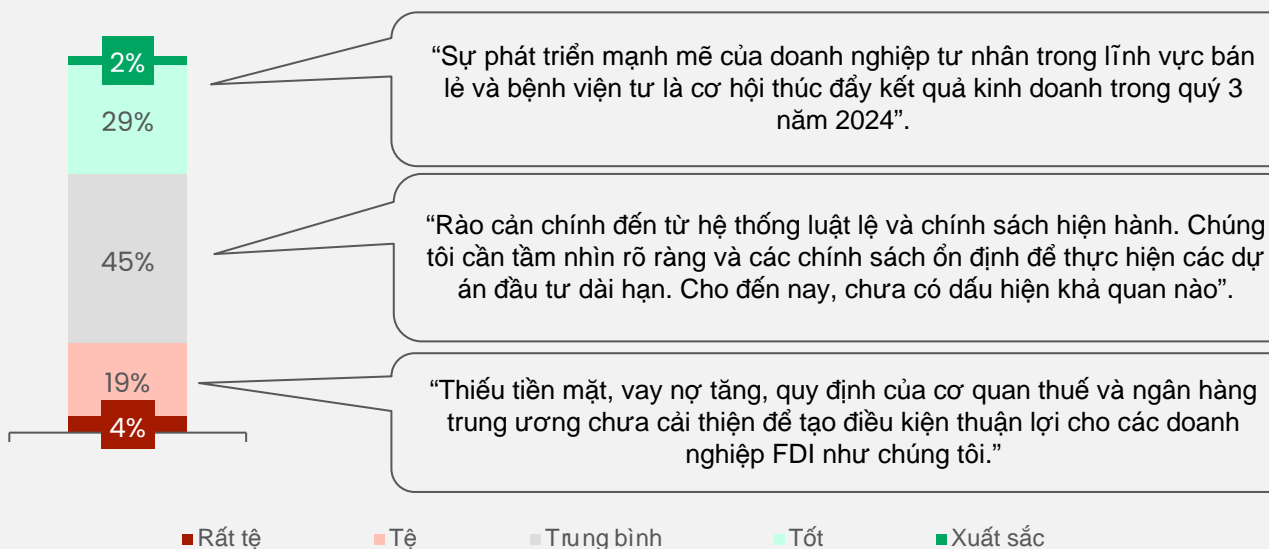 2%
29%
45%
19%
4%
“Sự phát triển mạnh mẽ của doanh nghiệp tư nhân trong lĩnh vực bán
lẻ và bệnh viện tư là cơ hội thúc đẩy kết quả kinh doanh trong quý 3
năm 2024”.
“Rào cản chính đến từ hệ thống luật lệ và chính sách hiện hành. Chúng
tôi cần tầm nhìn rõ ràng và các chính sách ổn định để thực hiện các dự
án đầu tư dài hạn. Cho đến nay, chưa có dấu hiện khả quan nào”.
“Thiếu tiền mặt, vay nợ tăng, quy định của cơ quan thuế và ngân hàng
trung ương chưa cải thiện để tạo điều kiện thuận lợi cho các doanh
nghiệp FDI như chúng tôi.”
Rất tệ Tệ Trung bình Tốt Xuất sắc